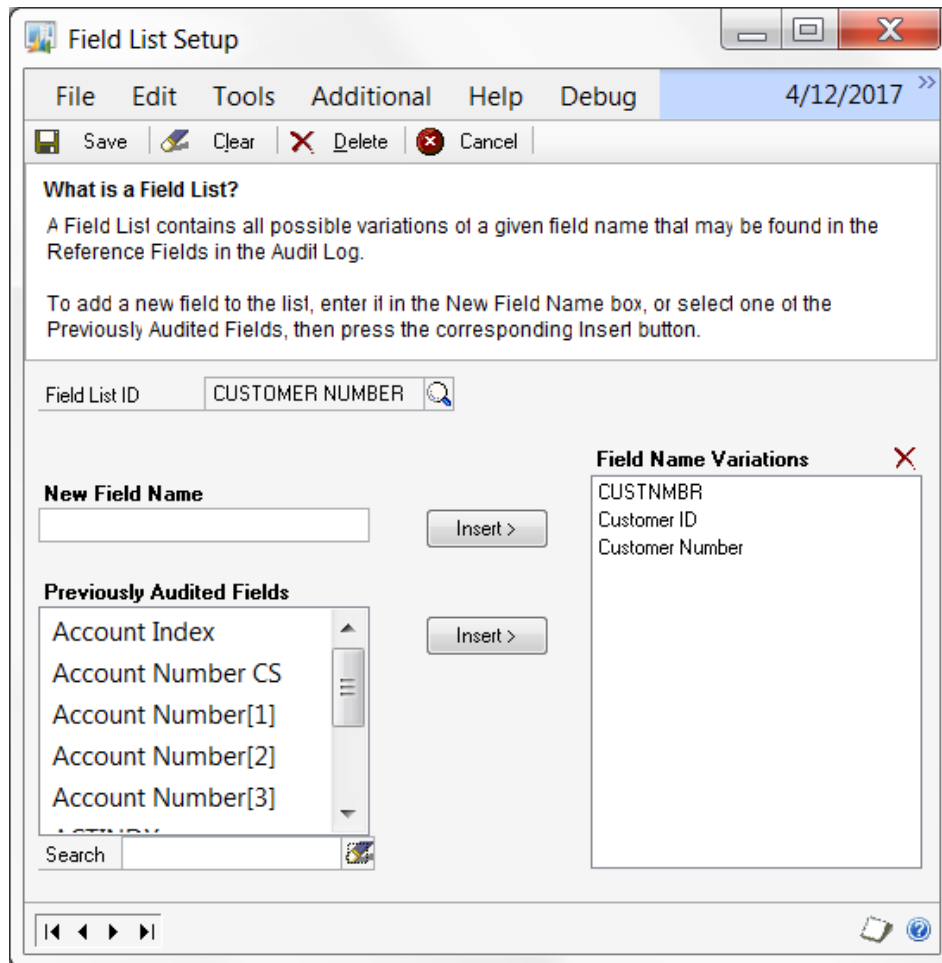 Field List Setup
File Edit Tools Additional Help Debug 4/12/2017 »
Save Clear Delete Cancel
What is a Field List?
A Field List contains all possible variations of a given field name that may be found in the
Reference Fields in the Audit Log.
To add a new field to the list, enter it in the New Field Name box, or select one of the
Previously Audited Fields, then press the corresponding Insert button.
Field List ID CUSTOMER NUMBER
New Field Name
Insert >
Previously Audited Fields
Account Index
Account Number CS
Account Number[1]
Account Number[2]
Account Number[3]
Insert >
Search
Field Name Variations
CUSTNMBR
Customer ID
Customer Number